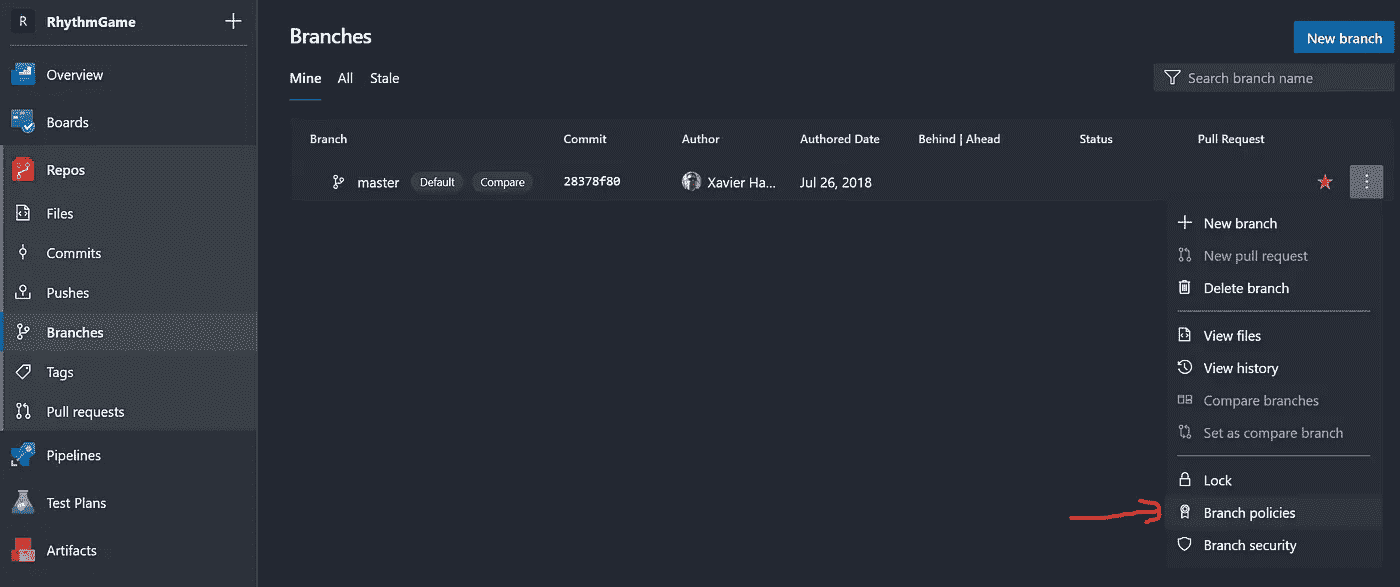 R RhythmGame
Overview
Boards
Repos
Files
Commits
Pushes
Branches
Tags
Pull requests
Pipelines
Test Plans
Artifacts
Branches
New branch
Mine All Stale
Search branch name
Branch Commit Author Authored Date Behind | Ahead Status Pull Request
master Default Compare 28378f80 Xavier Ha... Jul 26, 2018
New branch
New pull request
Delete branch
View files
View history
Compare branches
Set as compare branch
Lock
Branch policies
Branch security